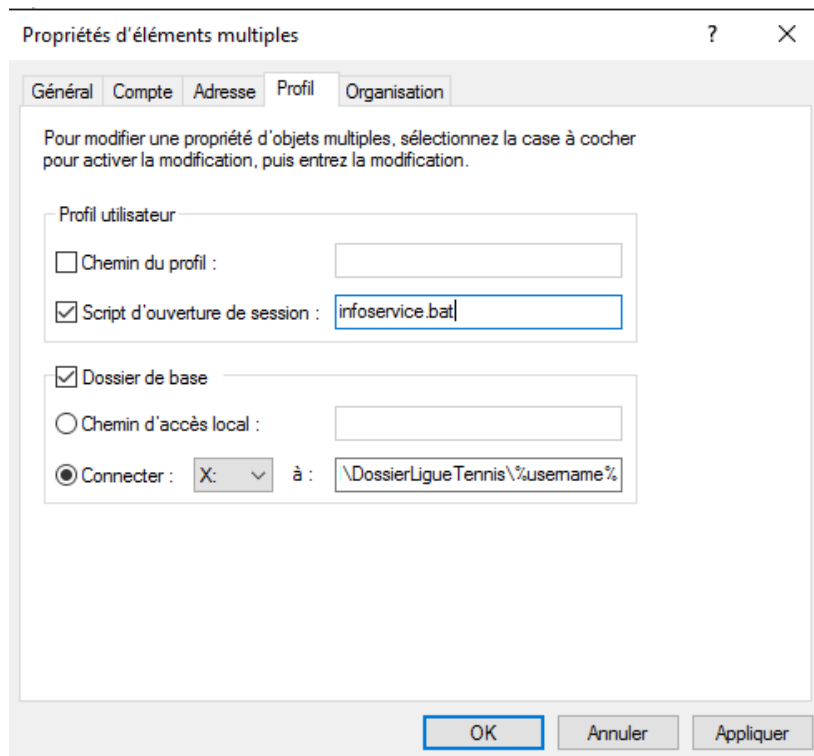 Propriétés d'éléments multiples ? ×
Général Compte Adresse Profil Organisation
Pour modifier une propriété d'objets multiples, sélectionnez la case à cocher
pour activer la modification, puis entrez la modification.
Profil utilisateur
Chemin du profil :
Script d'ouverture de session : infoservice.bat
Dossier de base
Chemin d'accès local :
Connecter : X: à : \DossierLigueTennis\%username%
OK Annuler Appliquer